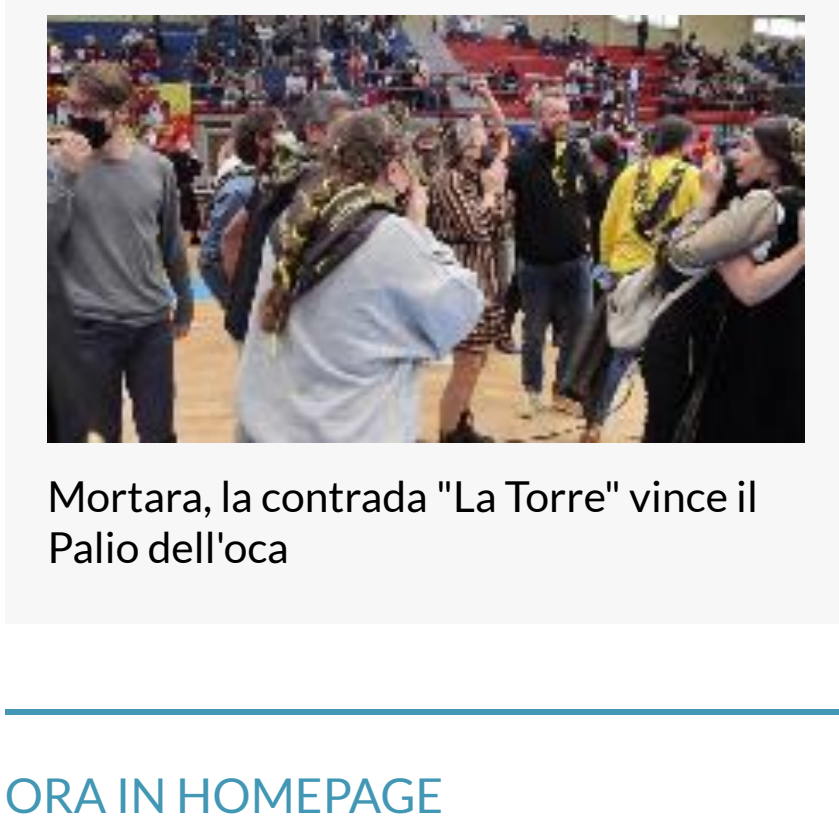 Mortara, la contrada "La Torre" vince il
Palio dell'oca
ORA IN HOMEPAGE